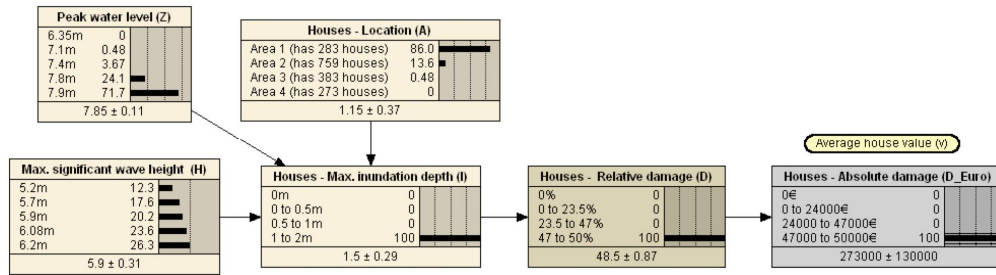 Peak water level (Z)
6.35m 0
7.1m 0.48
7.4m 3.67
7.8m 24.1
7.9m 71.7
7.85 ± 0.11
Houses - Location (A)
Area 1 (has 283 houses) 86.0
Area 2 (has 759 houses) 13.6
Area 3 (has 383 houses) 0.48
Area 4 (has 273 houses) 0
1.15 ± 0.37
Average house value (v)
Max. significant wave height (H)
5.2m 12.3
5.7m 17.6
5.9m 20.2
6.08m 23.6
6.2m 26.3
5.9 ± 0.31
Houses - Max. inundation depth (I)
0m 0
0 to 0.5m 0
0.5 to 1m 0
1 to 2m 100
1.5 ± 0.29
Houses - Relative damage (D)
0% 0
0 to 23.5% 0
23.5 to 47% 0
47 to 50% 100
48.5 ± 0.87
Houses - Absolute damage (D_Euro)
0€ 0
0 to 24000€ 0
24000 to 47000€ 0
47000 to 50000€ 100
273000 ± 130000